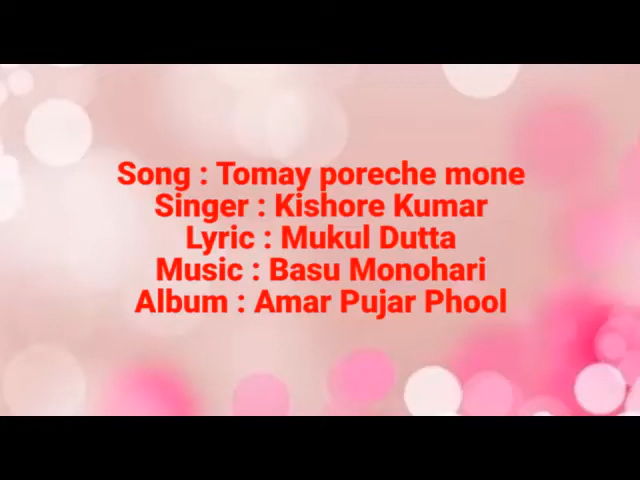 Song : Tomay poreche mone
Singer : Kishore Kumar
Lyric : Mukul Dutta
Music : Basu Monohari
Album : Amar Pujar Phool